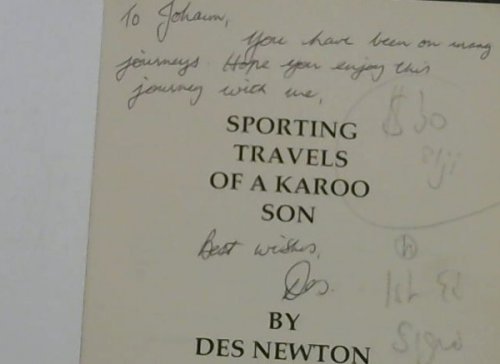 To Johann,
You have been on many
journeys. Hope you enjoy this
journey with me,
SPORTING
TRAVELS
OF A KAROO
SON
Best wishes,
Des.
BY
DES NEWTON